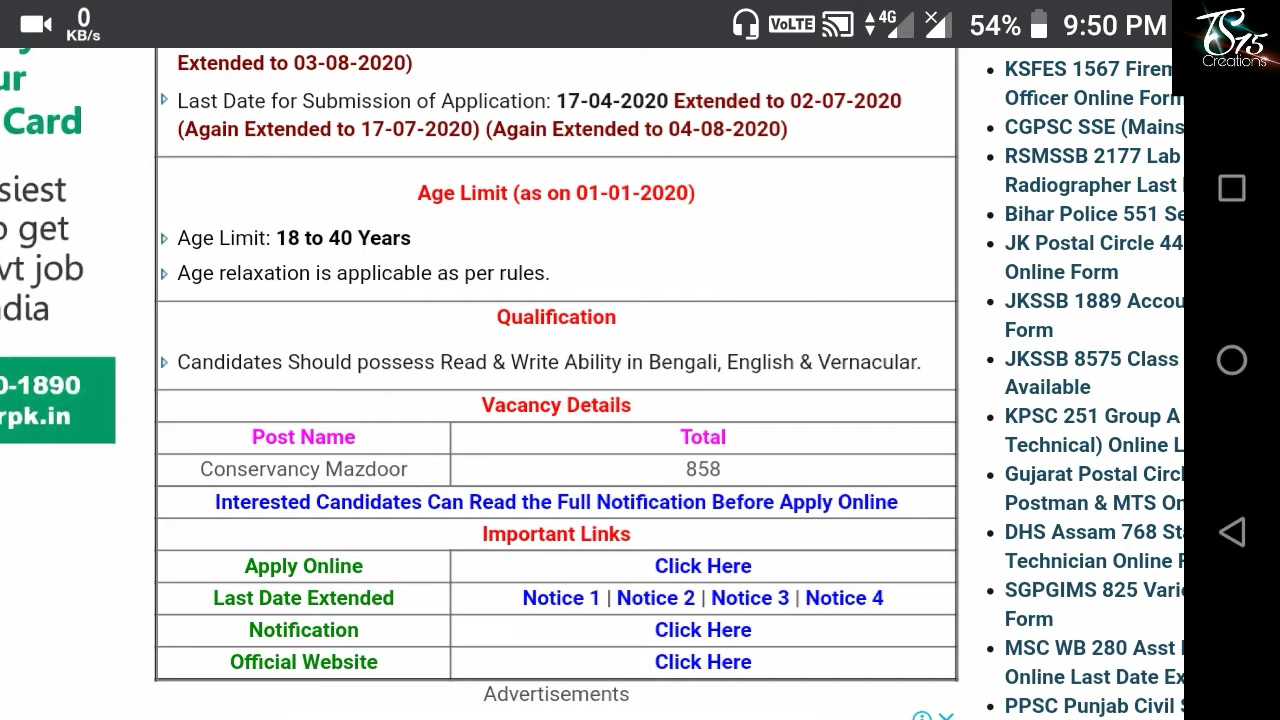 0
KB/s
VoLTE
4G
54%
9:50 PM
TS15
Creations
Card
siest
get
job
0-1890
rpk.in
Extended to 03-08-2020)
Last Date for Submission of Application: 17-04-2020 Extended to 02-07-2020
(Again Extended to 17-07-2020) (Again Extended to 04-08-2020)
Age Limit (as on 01-01-2020)
Age Limit: 18 to 40 Years
Age relaxation is applicable as per rules.
Qualification
Candidates Should possess Read & Write Ability in Bengali, English & Vernacular.
Vacancy Details
Post Name Total
Conservancy Mazdoor 858
Interested Candidates Can Read the Full Notification Before Apply Online
Important Links
Apply Online Click Here
Last Date Extended Notice 1 | Notice 2 | Notice 3 | Notice 4
Notification Click Here
Official Website Click Here
Advertisements
KSFES 1567 Firem
Officer Online Form
CGPSC SSE (Mains
RSMSSB 2177 Lab
Radiographer Last
Bihar Police 551 Se
JK Postal Circle 44
Online Form
JKSSB 1889 Accou
Form
JKSSB 8575 Class
Available
KPSC 251 Group A
Technical) Online L
Gujarat Postal Circl
Postman & MTS On
DHS Assam 768 Sta
Technician Online F
SGPGIMS 825 Vari
Form
MSC WB 280 Asst
Online Last Date Ex
PPSC Punjab Civil S